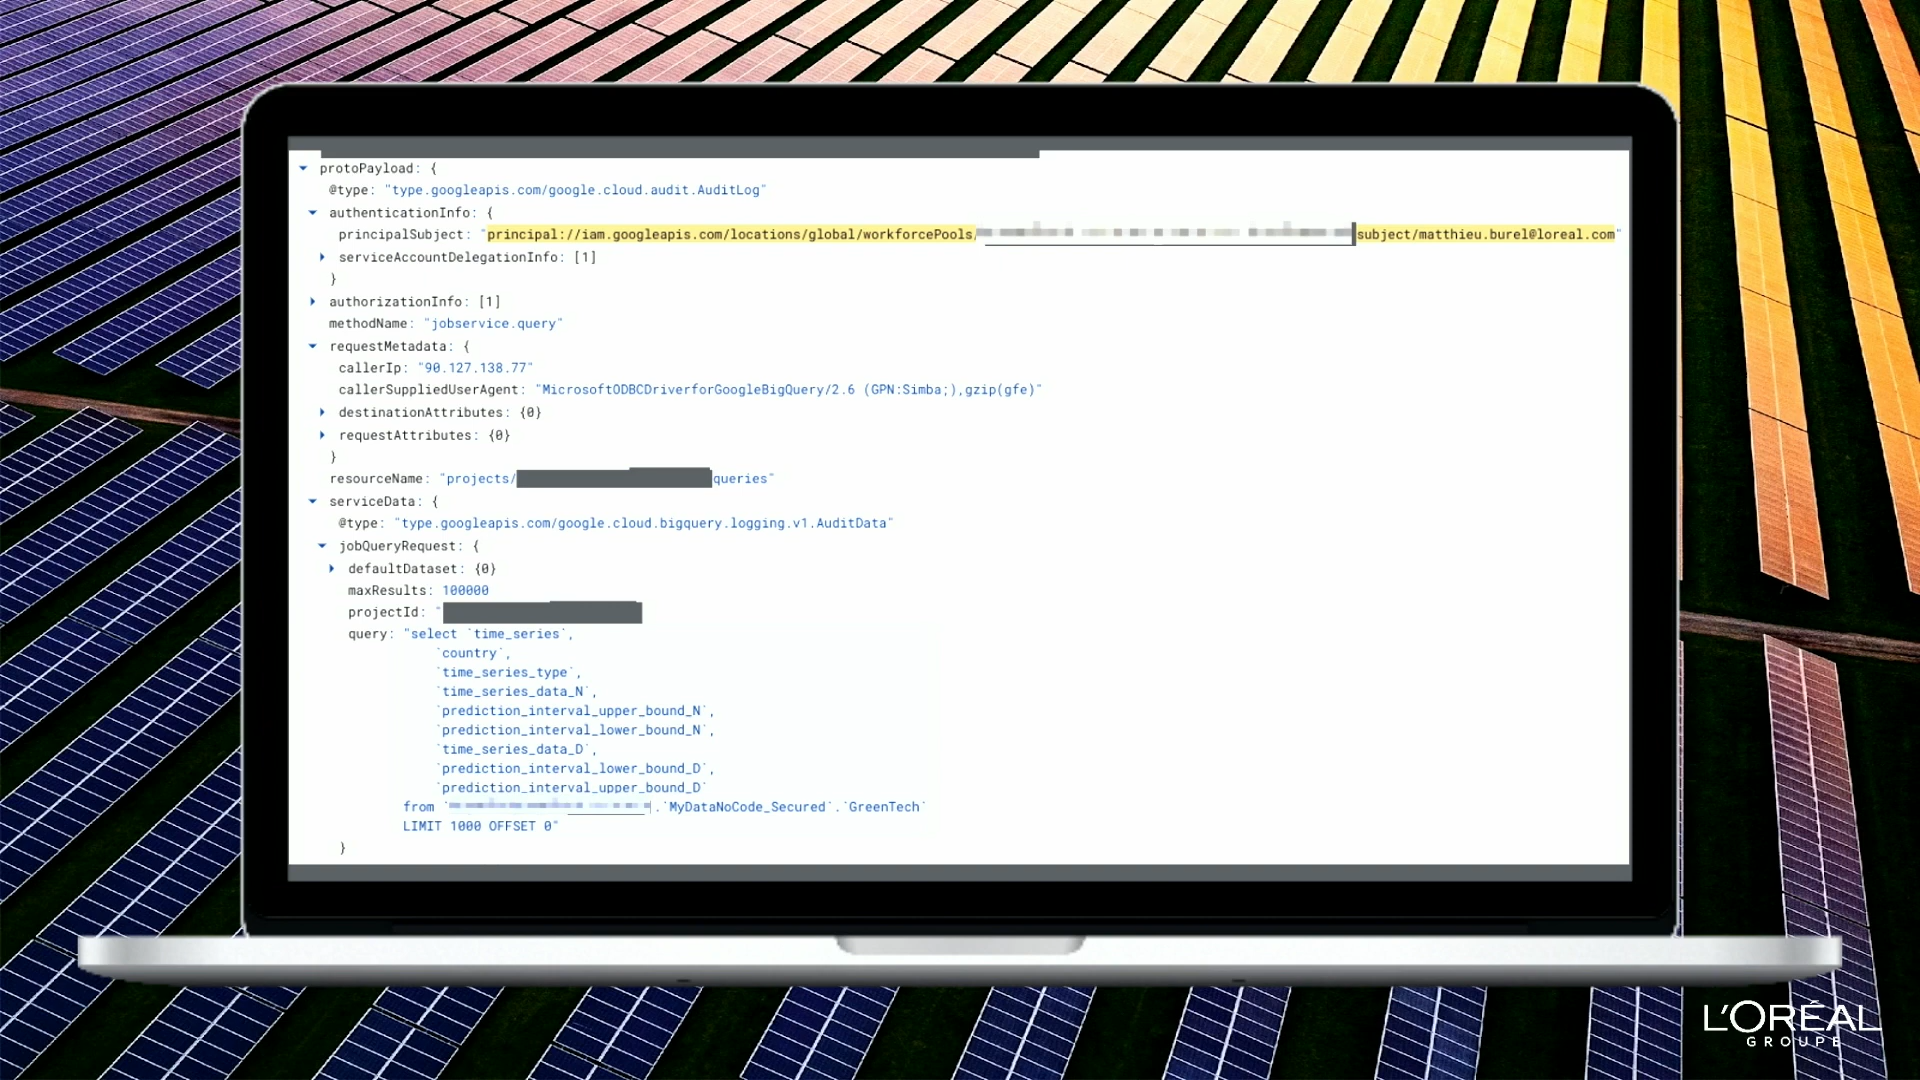 protoPayload: {
@type: "type.googleapis.com/google.cloud.audit.AuditLog"
authenticationInfo: {
principalSubject: "principal://iam.googleapis.com/locations/global/workforcePools/ subject/matthieu.burel@loreal.com"
serviceAccountDelegationInfo: [1]
}
authorizationInfo: [1]
methodName: "jobservice.query"
requestMetadata: {
callerIp: "90.127.138.77"
callerSuppliedUserAgent: "MicrosoftODBCDriverforGoogleBigQuery/2.6 (GPN:Simba;),gzip(gfe)"
destinationAttributes: {0}
requestAttributes: {0}
}
resourceName: "projects/ queries"
serviceData: {
@type: "type.googleapis.com/google.cloud.bigquery.logging.v1.AuditData"
jobQueryRequest: {
defaultDataset: {0}
maxResults: 100000
projectId: "
query: "select `time_series`,
`country`,
`time_series_type`,
`time_series_data_N`,
`prediction_interval_upper_bound_N`,
`prediction_interval_lower_bound_N`,
`time_series_data_D`,
`prediction_interval_lower_bound_D`,
`prediction_interval_upper_bound_D`
from ` .`MyDataNoCode_Secured`.`GreenTech`
LIMIT 1000 OFFSET 0"
}
L'ORÉAL
GROUPE